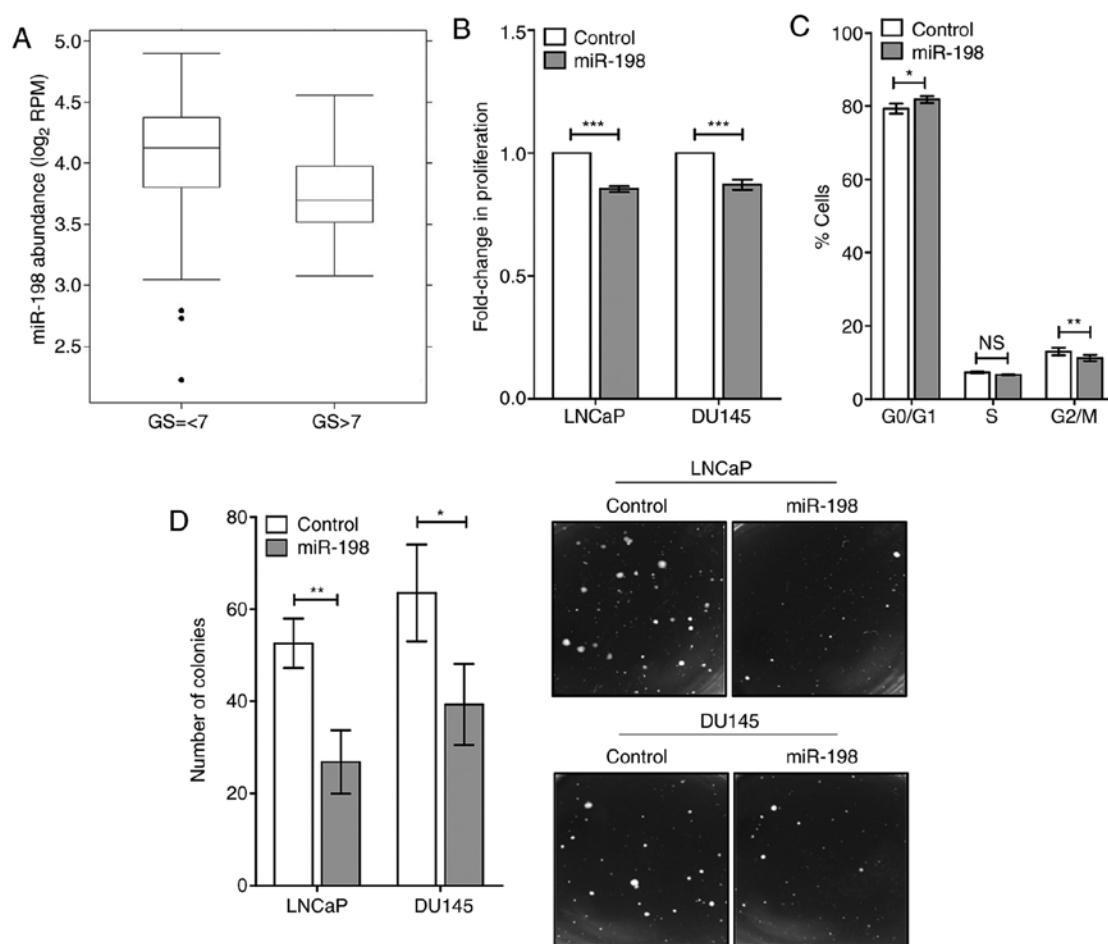 A
miR-198 abundance (log₂ RPM)
5.0
4.5
4.0
3.5
3.0
2.5
GS=<7
GS>7
B
Fold-change in proliferation
1.5
1.0
0.5
0.0
Control
miR-198
***
***
LNCaP
DU145
C
% Cells
100
80
60
40
20
0
Control
miR-198
*
NS
**
G0/G1
S
G2/M
D
Number of colonies
80
60
40
20
0
Control
miR-198
**
*
LNCaP
DU145
LNCaP
Control
miR-198
DU145
Control
miR-198